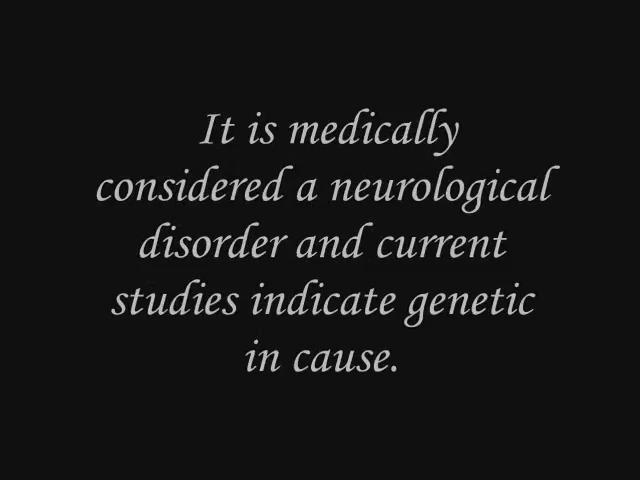 It is medically
considered a neurological
disorder and current
studies indicate genetic
in cause.